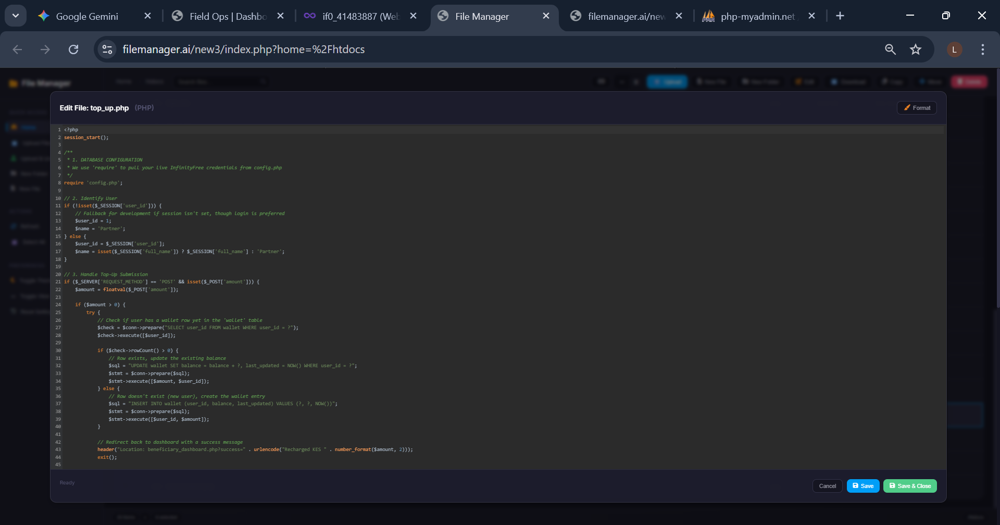 Google Gemini
Field Ops | Dashbo
if0_41483887 (Web
File Manager
filemanager.ai/new
php-myadmin.net
filemanager.ai/new3/index.php?home=%2Fhtdocs
L
File Manager
Edit File: top_up.php (PHP)
Format
1 <?php
2 session_start();
3
4 /**
5 * 1. DATABASE CONFIGURATION
6 * We use 'require' to pull your live InfinityFree credentials from config.php
7 */
8 require 'config.php';
9
10 // 2. Identify User
11 if (!isset($_SESSION['user_id'])) {
12 // Fallback for development if session isn't set, though login is preferred
13 $user_id = 1;
14 $name = 'Partner';
15 } else {
16 $user_id = $_SESSION['user_id'];
17 $name = isset($_SESSION['full_name']) ? $_SESSION['full_name'] : 'Partner';
18 }
19
20 // 3. Handle Top-Up Submission
21 if ($_SERVER['REQUEST_METHOD'] == 'POST' && isset($_POST['amount'])) {
22 $amount = floatval($_POST['amount']);
23
24 if ($amount > 0) {
25 try {
26 // Check if user has a wallet row yet in the 'wallet' table
27 $check = $conn->prepare("SELECT user_id FROM wallet WHERE user_id = ?");
28 $check->execute([$user_id]);
29
30 if ($check->rowCount() > 0) {
31 // Row exists, update the existing balance
32 $sql = "UPDATE wallet SET balance = balance + ?, last_updated = NOW() WHERE user_id = ?";
33 $stmt = $conn->prepare($sql);
34 $stmt->execute([$amount, $user_id]);
35 } else {
36 // Row doesn't exist (new user), create the wallet entry
37 $sql = "INSERT INTO wallet (user_id, balance, last_updated) VALUES (?, ?, NOW())";
38 $stmt = $conn->prepare($sql);
39 $stmt->execute([$user_id, $amount]);
40 }
41
42 // Redirect back to dashboard with a success message
43 header("Location: beneficiary_dashboard.php?success=" . urlencode("Recharged KES " . number_format($amount, 2)));
44 exit();
45
Ready
Cancel
Save
Save & Close